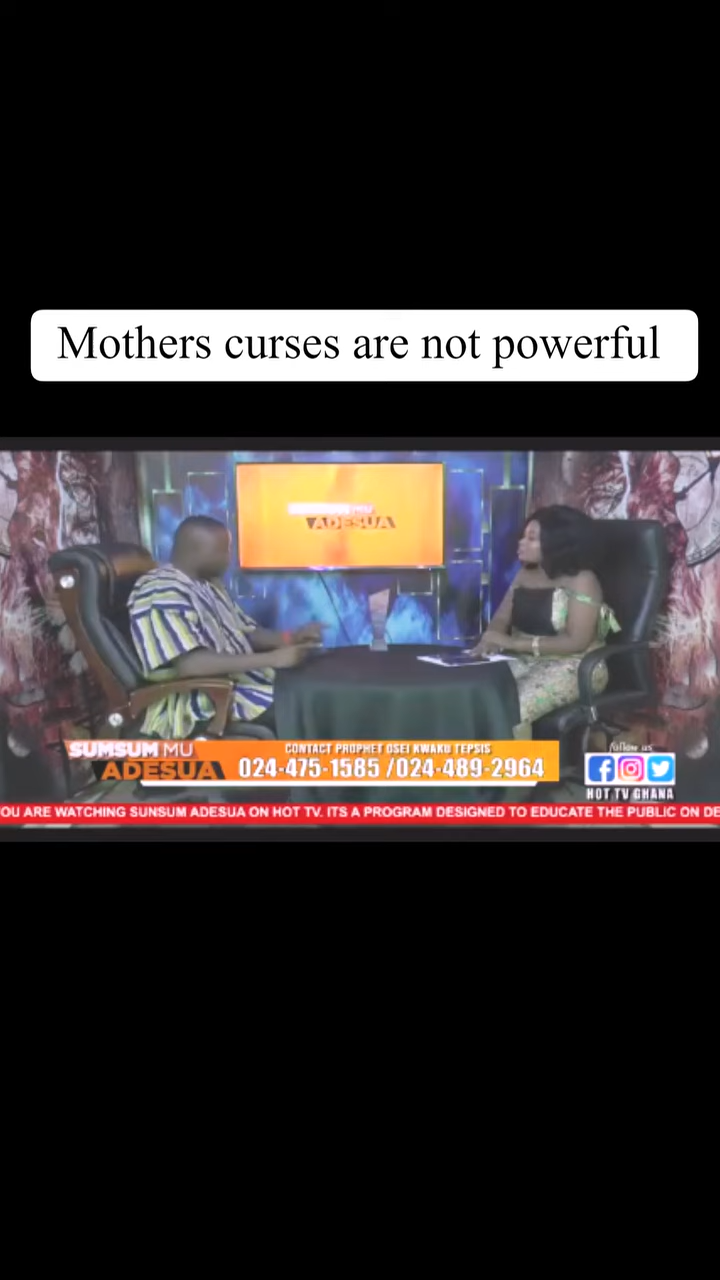 Mothers curses are not powerful
ADESUA
SUMSUM MU
ADESUA
CONTACT PROPHET OSEI KWAKU TEPSIS
024-475-1585 /024-489-2964
follow us
HOT TV GHANA
OU ARE WATCHING SUNSUM ADESUA ON HOT TV. ITS A PROGRAM DESIGNED TO EDUCATE THE PUBLIC ON DE